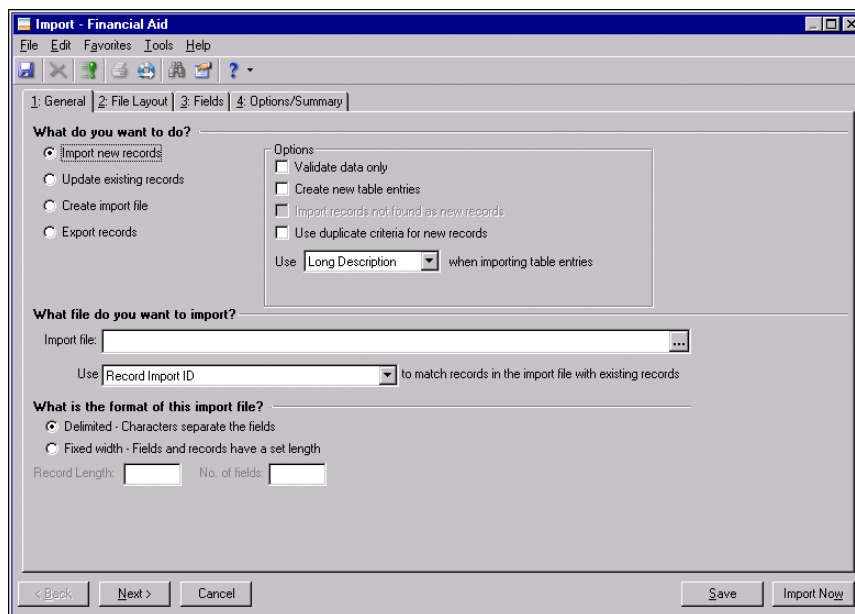 Import - Financial Aid
File Edit Favorites Tools Help
?
1: General 2: File Layout 3: Fields 4: Options/Summary
What do you want to do?
Import new records
Update existing records
Create import file
Export records
Options
Validate data only
Create new table entries
Import records not found as new records
Use duplicate criteria for new records
Use Long Description when importing table entries
What file do you want to import?
Import file: ...
Use Record Import ID to match records in the import file with existing records
What is the format of this import file?
Delimited - Characters separate the fields
Fixed width - Fields and records have a set length
Record Length: No. of fields:
< Back Next > Cancel Save Import Now